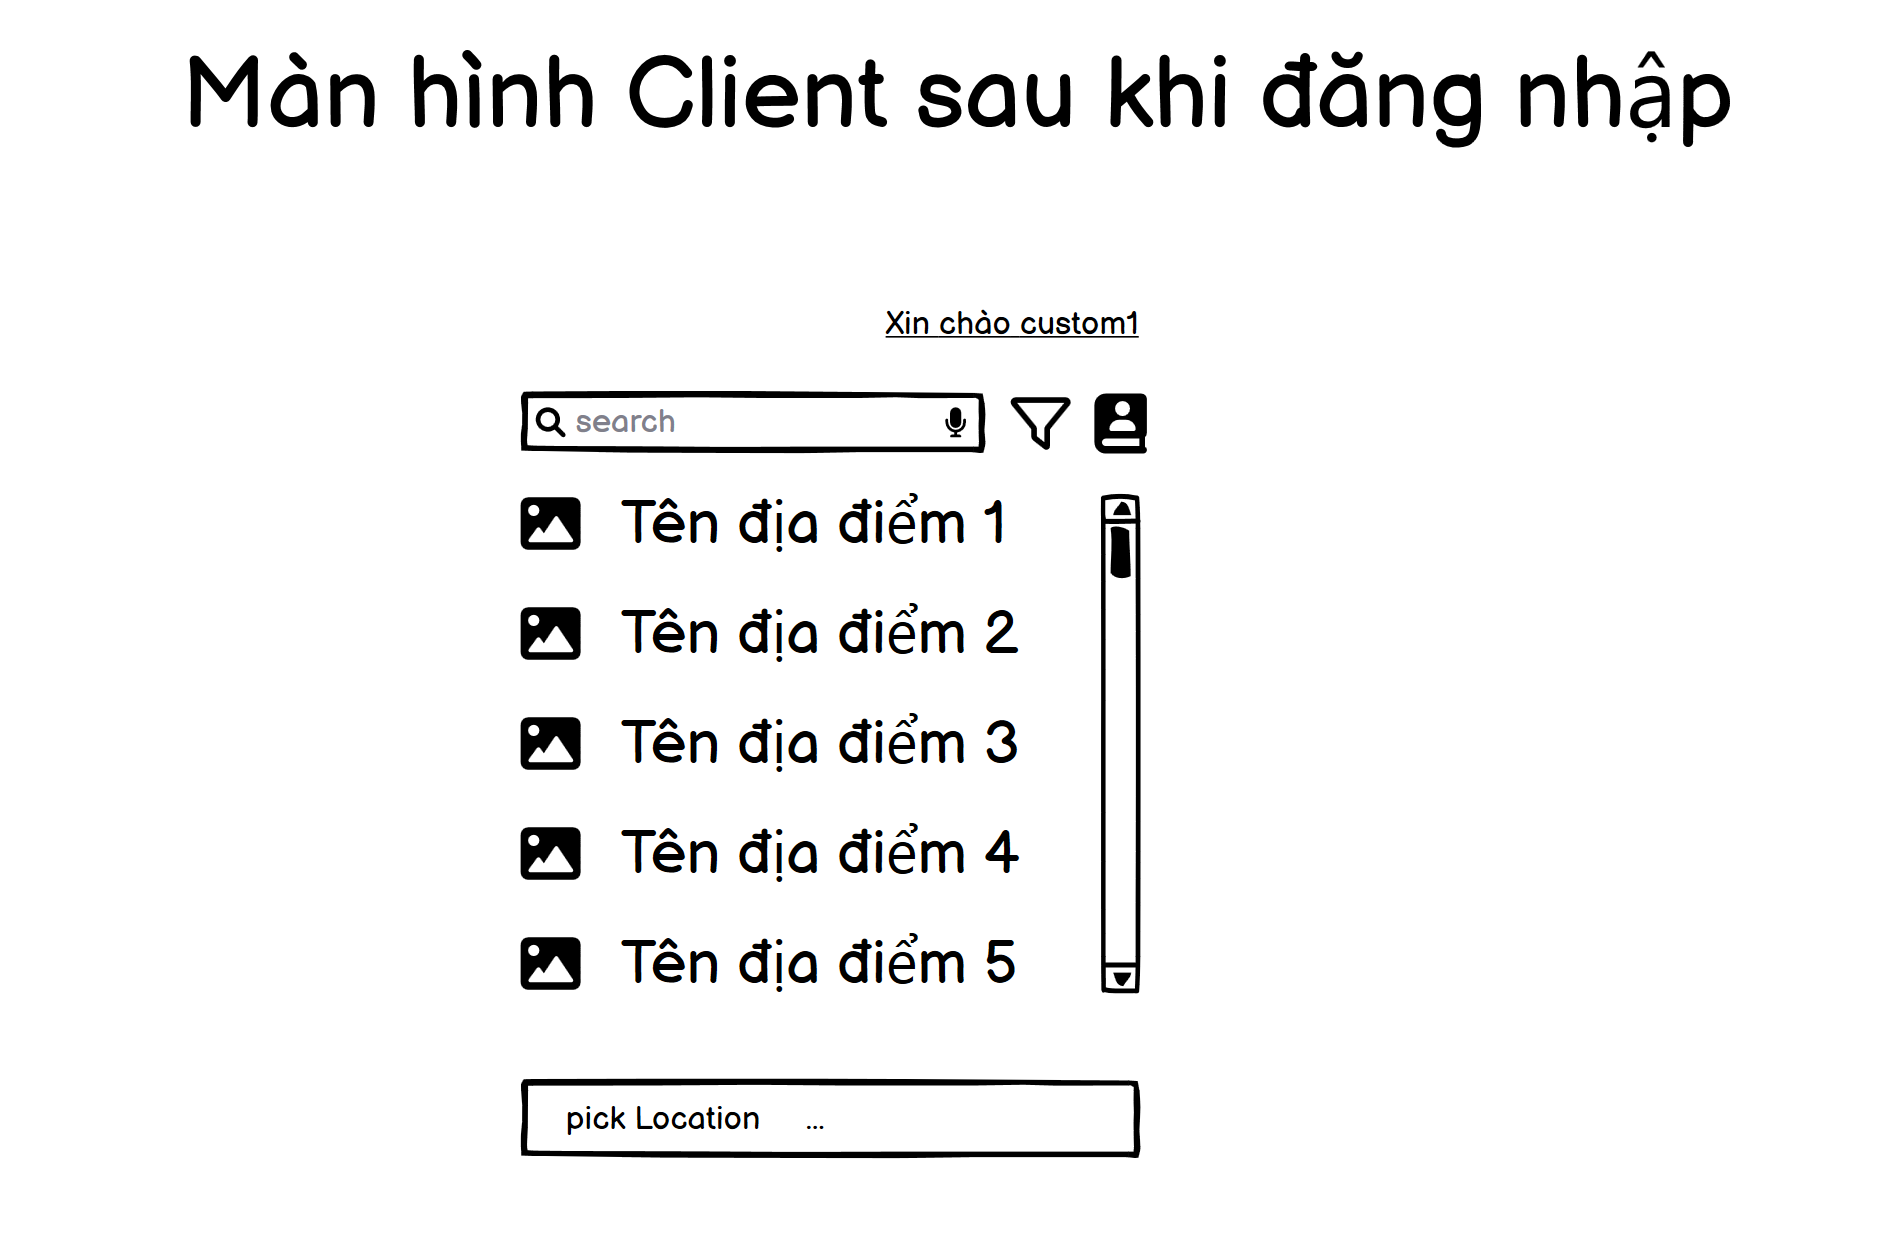 Màn hình Client sau khi đăng nhập
Xin chào custom1
search
Tên địa điểm 1
Tên địa điểm 2
Tên địa điểm 3
Tên địa điểm 4
Tên địa điểm 5
pick Location ...